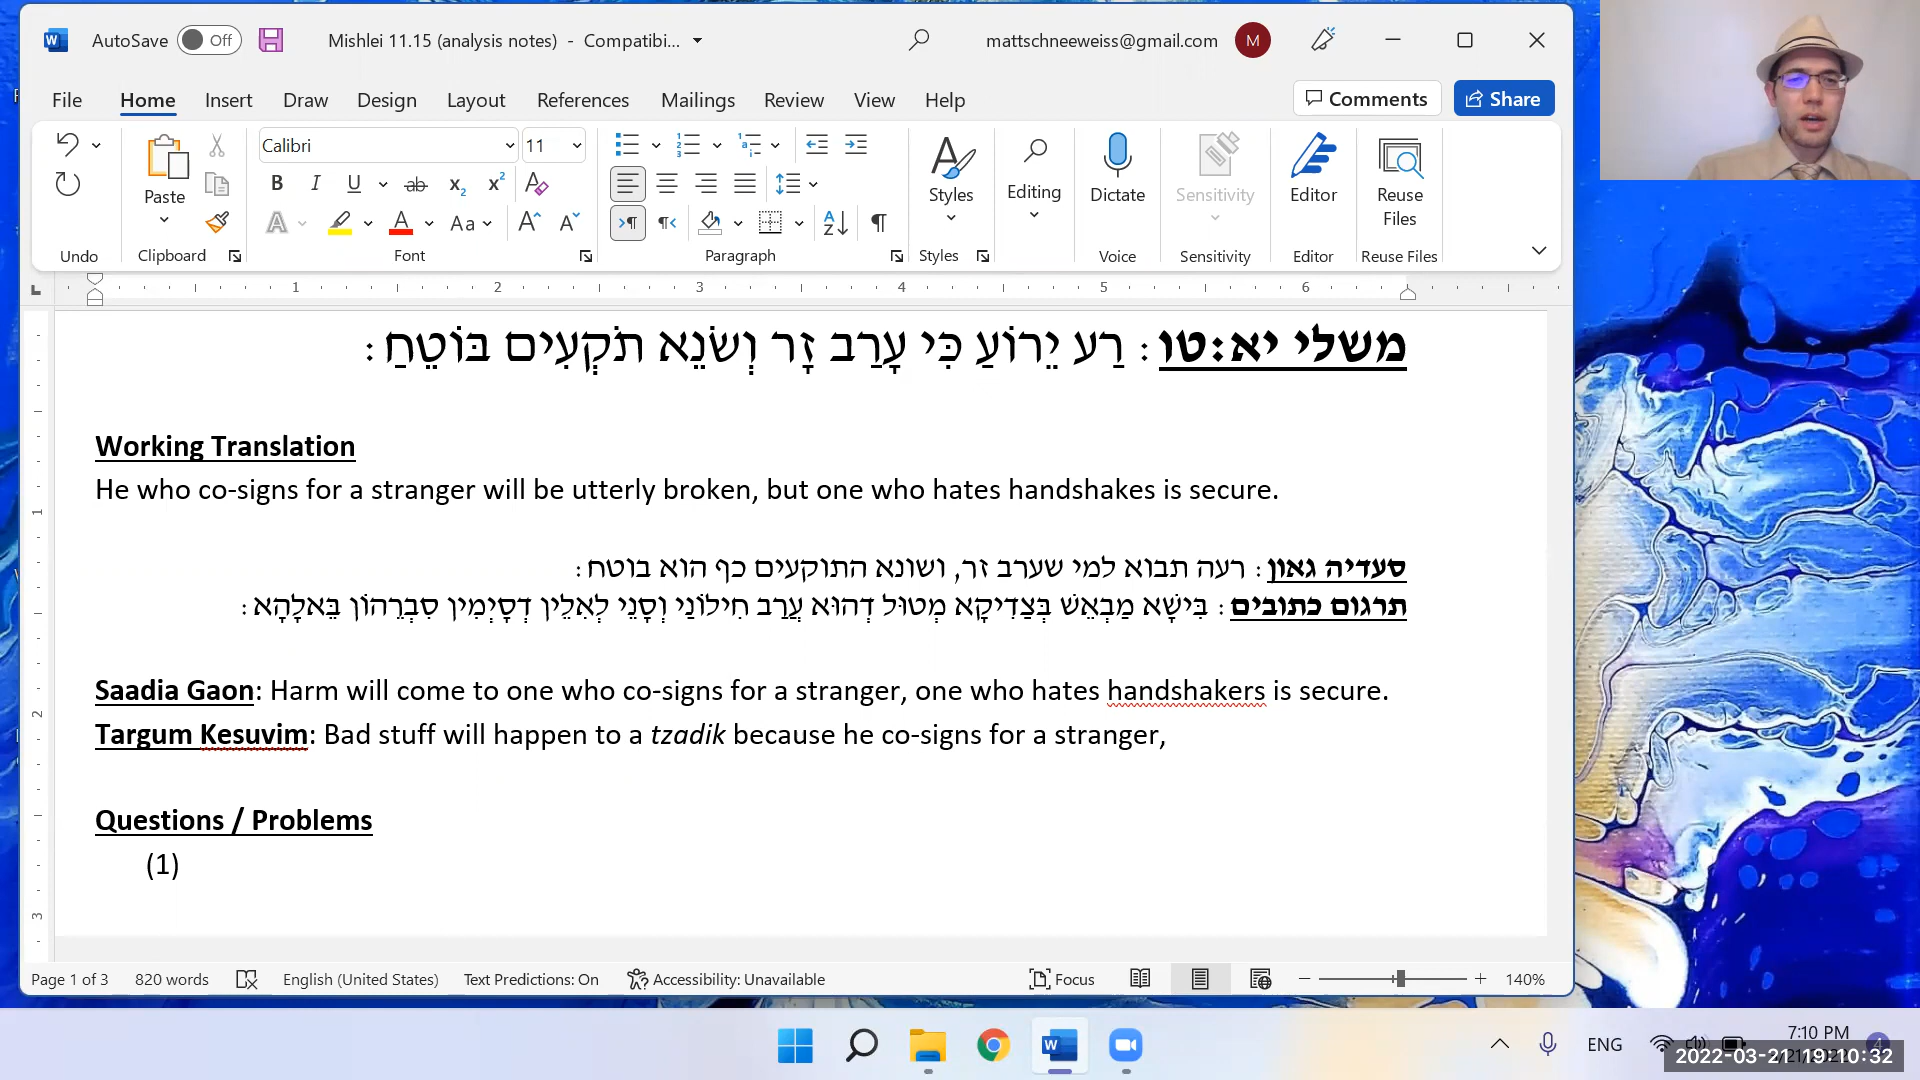 AutoSave Off Mishlei 11.15 (analysis notes) - Compatibi... mattschneeweiss@gmail.com M
File Home Insert Draw Design Layout References Mailings Review View Help Comments Share
Calibri 11
Paste Styles Editing Dictate Sensitivity Editor Reuse Files
Undo Clipboard Font Paragraph Styles Voice Sensitivity Editor Reuse Files
1 2 3 4 5 6
משלי יא:טו: רַע יֵרוֹעַ כִּי עָרַב זָר וְשֹׂנֵא תֹקְעִים בּוֹטֵחַ:
Working Translation
He who co-signs for a stranger will be utterly broken, but one who hates handshakes is secure.
סעדיה גאון: רעה תבוא למי שערב זר, ושונא התוקעים כף הוא בוטח:
תרגום כתובים: בִּישָׁא מַבְאֵשׁ בְּצַדִיקָא מְטוּל דְהוּא עֲרַב חִילוֹנַי וְסָנֵי לְאִלֵין דְסָיְמִין סִבְרֵהוֹן בֵּאלָהָא:
Saadia Gaon: Harm will come to one who co-signs for a stranger, one who hates handshakers is secure.
Targum Kesuvim: Bad stuff will happen to a tzadik because he co-signs for a stranger,
Questions / Problems
(1)
Page 1 of 3 820 words English (United States) Text Predictions: On Accessibility: Unavailable Focus 140%
ENG 7:10 PM
2022-03-21 19:10:32